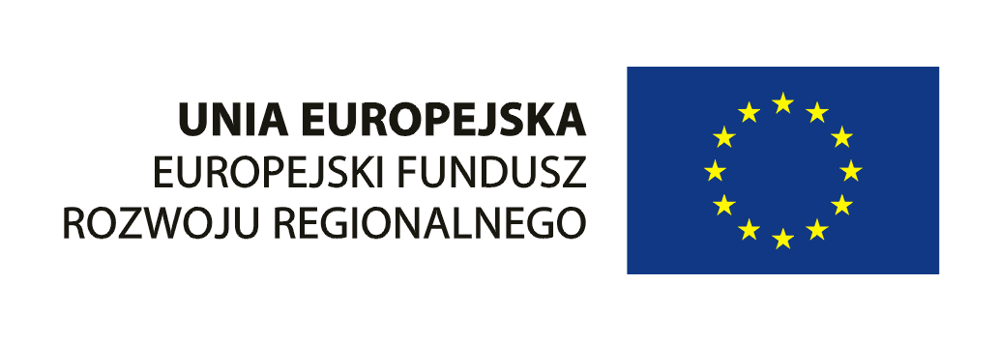 UNIA EUROPEJSKA
EUROPEJSKI FUNDUSZ
ROZWOJU REGIONALNEGO